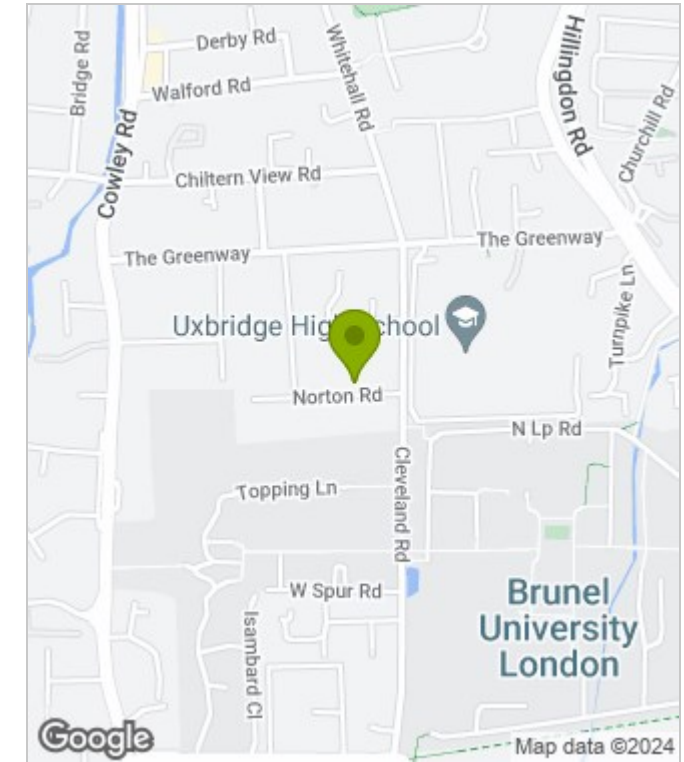 Derby Rd
Bridge Rd
Whitehall Rd
Hillingdon Rd
Walford Rd
Churchill Rd
Cowley Rd
Chiltern View Rd
The Greenway
The Greenway
Turnpike Ln
Uxbridge High School
Norton Rd
N Lp Rd
Cleveland Rd
Topping Ln
W Spur Rd
Isambard Cl
Brunel
University
London
Google
Map data ©2024